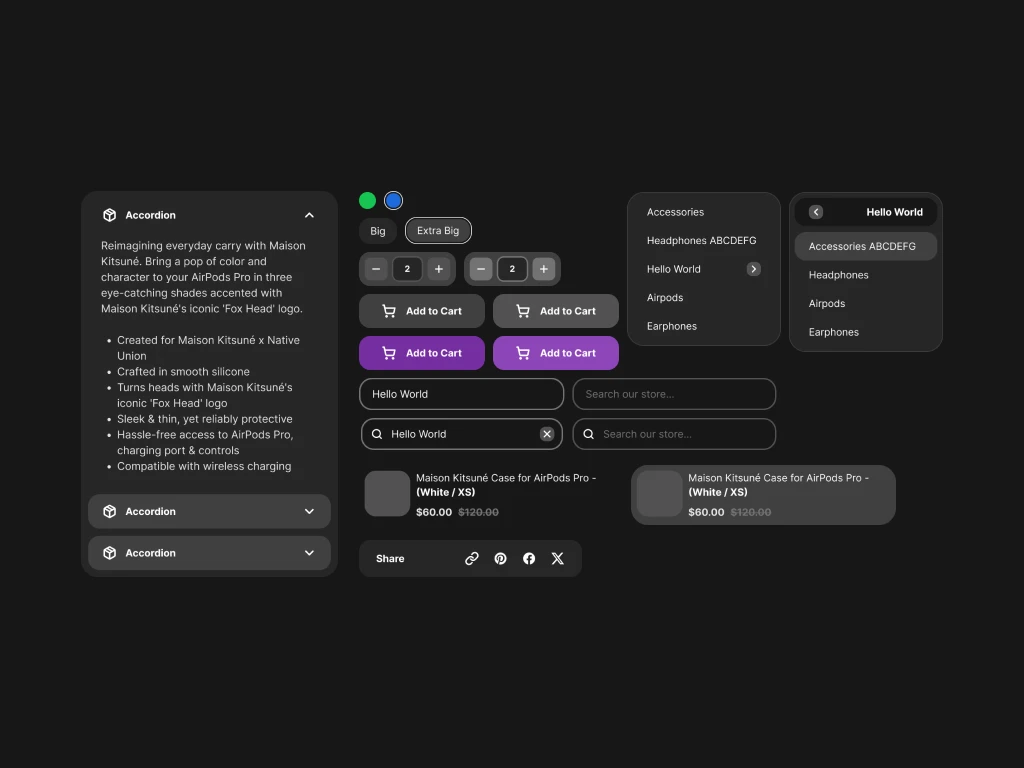 Accordion
Reimagining everyday carry with Maison
Kitsuné. Bring a pop of color and
character to your AirPods Pro in three
eye-catching shades accented with
Maison Kitsuné's iconic 'Fox Head' logo.
• Created for Maison Kitsuné x Native
Union
• Crafted in smooth silicone
• Turns heads with Maison Kitsuné's
iconic 'Fox Head' logo
• Sleek & thin, yet reliably protective
• Hassle-free access to AirPods Pro,
charging port & controls
• Compatible with wireless charging
Accordion
Accordion
Big
Extra Big
2
2
Add to Cart
Add to Cart
Add to Cart
Add to Cart
Hello World
Search our store...
Hello World
Search our store...
Maison Kitsuné Case for AirPods Pro -
(White / XS)
$60.00 $120.00
Maison Kitsuné Case for AirPods Pro -
(White / XS)
$60.00 $120.00
Share
Accessories
Headphones ABCDEFG
Hello World
Airpods
Earphones
Hello World
Accessories ABCDEFG
Headphones
Airpods
Earphones